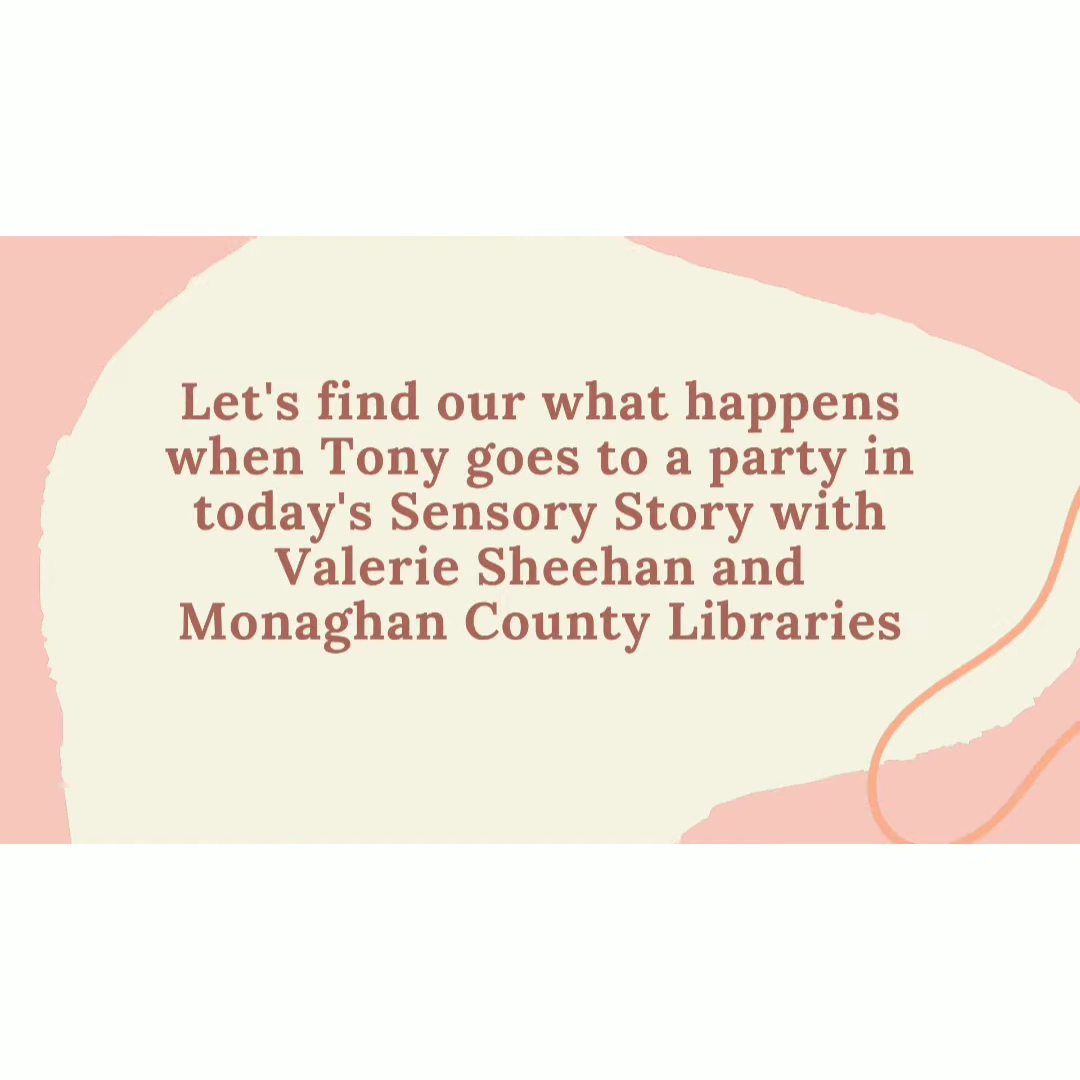 Let's find our what happens
when Tony goes to a party in
today's Sensory Story with
Valerie Sheehan and
Monaghan County Libraries